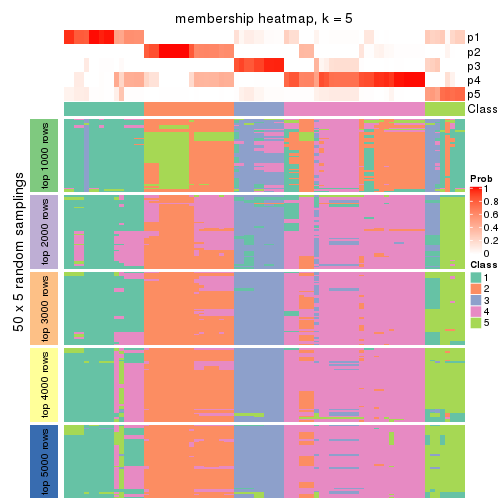 membership heatmap, k = 5
p1
p2
p3
p4
p5
Class
50 x 5 random samplings
top 1000 rows
top 2000 rows
top 3000 rows
top 4000 rows
top 5000 rows
Prob
1
0.8
0.6
0.4
0.2
0
Class
1
2
3
4
5